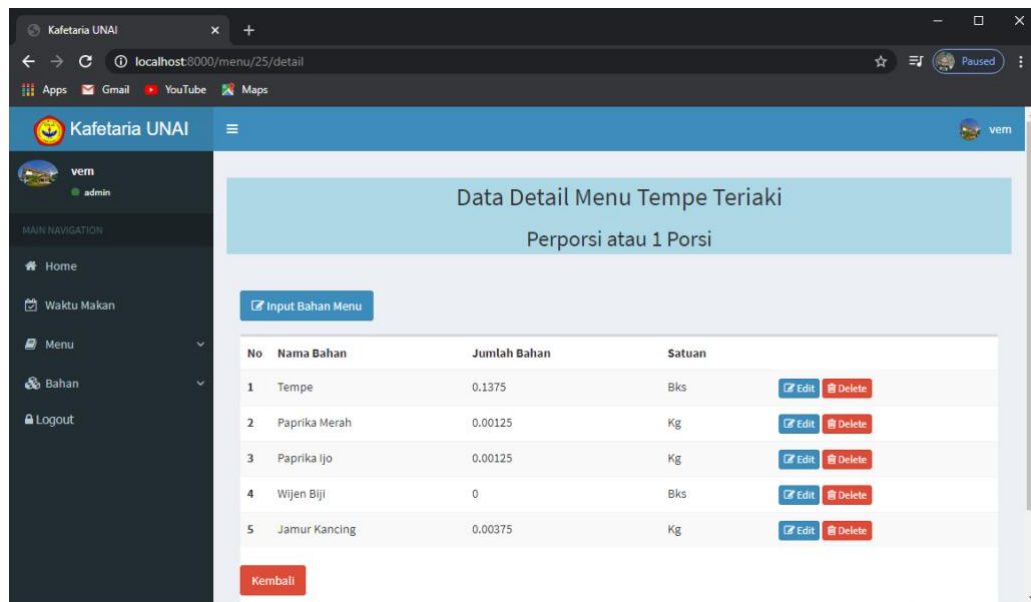 Kafetaria UNAI
localhost:8000/menu/25/detail
Paused
Apps Gmail YouTube Maps
Kafetaria UNAI
vem
vem
admin
MAIN NAVIGATION
Home
Waktu Makan
Menu
Bahan
Logout
Data Detail Menu Tempe Teriaki
Perporsi atau 1 Porsi
Input Bahan Menu
No Nama Bahan Jumlah Bahan Satuan
1 Tempe 0.1375 Bks Edit Delete
2 Paprika Merah 0.00125 Kg Edit Delete
3 Paprika Ijo 0.00125 Kg Edit Delete
4 Wijen Biji 0 Bks Edit Delete
5 Jamur Kancing 0.00375 Kg Edit Delete
Kembali